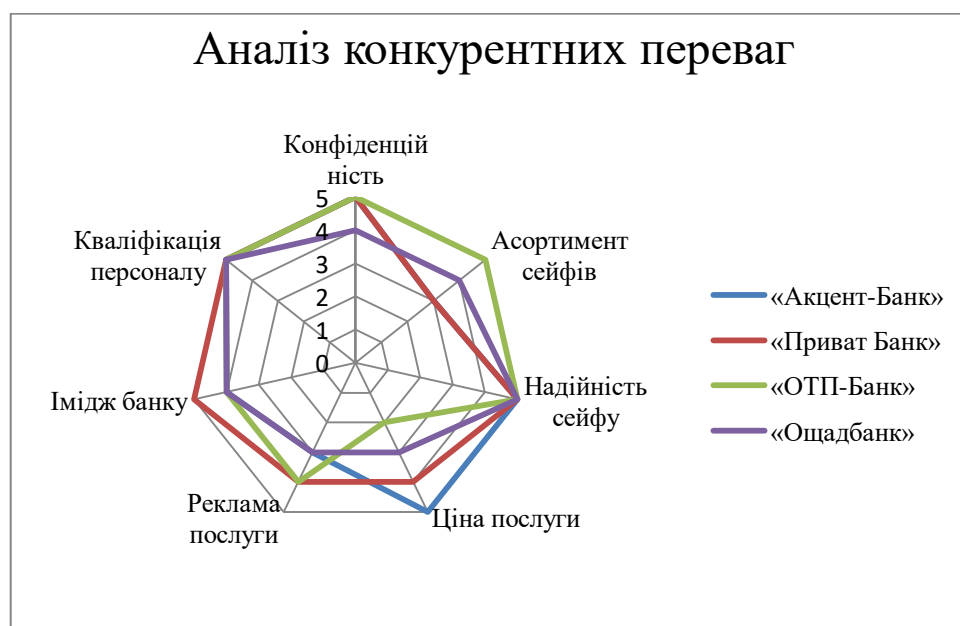 Аналіз конкурентних переваг
Конфіденцій
ність
Асортимент
сейфів
Надійність
сейфу
Ціна послуги
Реклама
послуги
Імідж банку
Кваліфікація
персоналу
5
4
3
2
1
0
«Акцент-Банк»
«Приват Банк»
«ОТП-Банк»
«Ощадбанк»